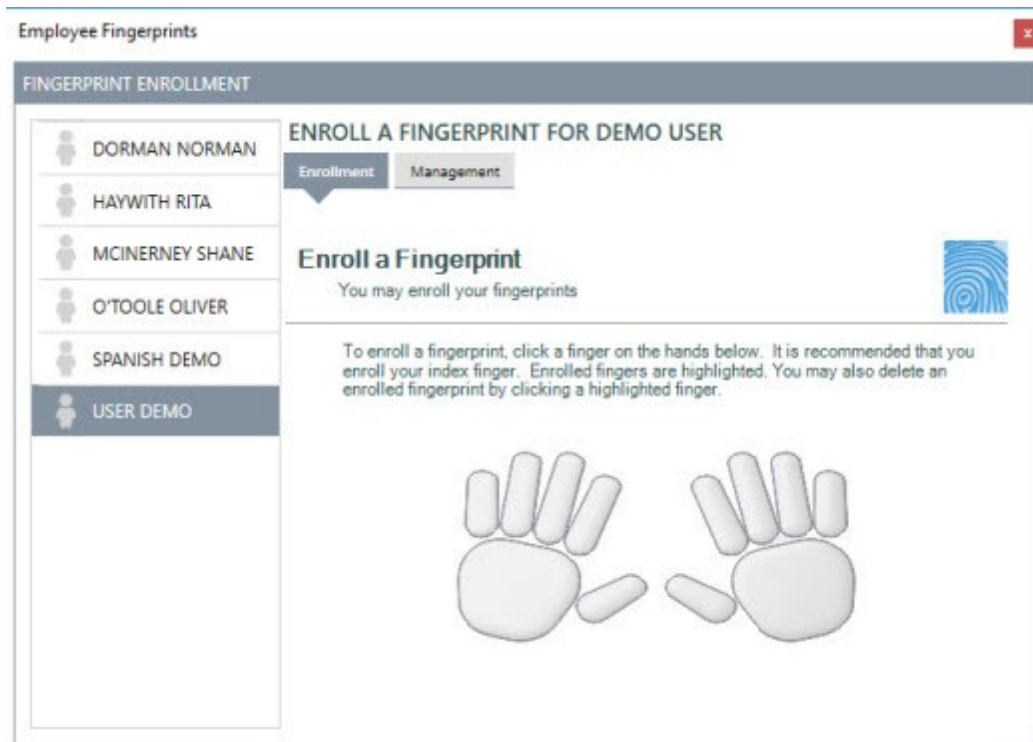 Employee Fingerprints
x
FINGERPRINT ENROLLMENT
DORMAN NORMAN
HAYWITH RITA
MCINERNEY SHANE
O'TOOLE OLIVER
SPANISH DEMO
USER DEMO
ENROLL A FINGERPRINT FOR DEMO USER
Enrollment Management
Enroll a Fingerprint
You may enroll your fingerprints
To enroll a fingerprint, click a finger on the hands below. It is recommended that you
enroll your index finger. Enrolled fingers are highlighted. You may also delete an
enrolled fingerprint by clicking a highlighted finger.